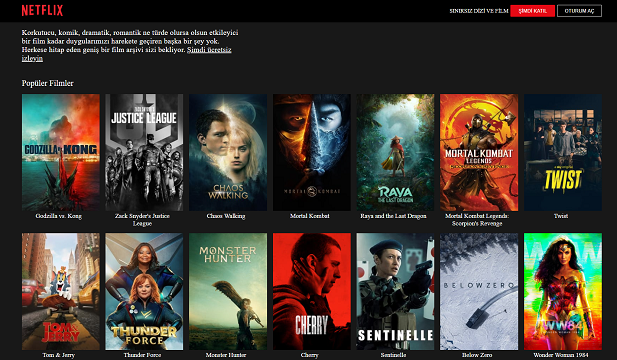 NETFLIX
SINIRSIZ DİZİ VE FİLM
ŞİMDİ KATIL
OTURUM AÇ
Korkutucu, komik, dramatik, romantik ne türde olursa olsun etkileyici
bir film kadar duygularımızı harekete geçiren başka bir şey yok.
Herkese hitap eden geniş bir film arşivi sizi bekliyor. Şimdi ücretsiz
izleyin
Popüler Filmler
GODZILLA VS. KONG
JUSTICE LEAGUE
CHAOS
WALKING
MORTAL KOMBAT
RAYA
THE LAST DRAGON
MORTAL KOMBAT
LEGENDS
TWIST
Godzilla vs. Kong
Zack Snyder's Justice
League
Chaos Walking
Mortal Kombat
Raya and the Last Dragon
Mortal Kombat Legends:
Scorpion's Revenge
Twist
TOM & JERRY
THUNDER
FORCE
MONSTER
HUNTER
CHERRY
SENTINELLE
BELOWZERO
WW84
Tom & Jerry
Thunder Force
Monster Hunter
Cherry
Sentinelle
Below Zero
Wonder Woman 1984